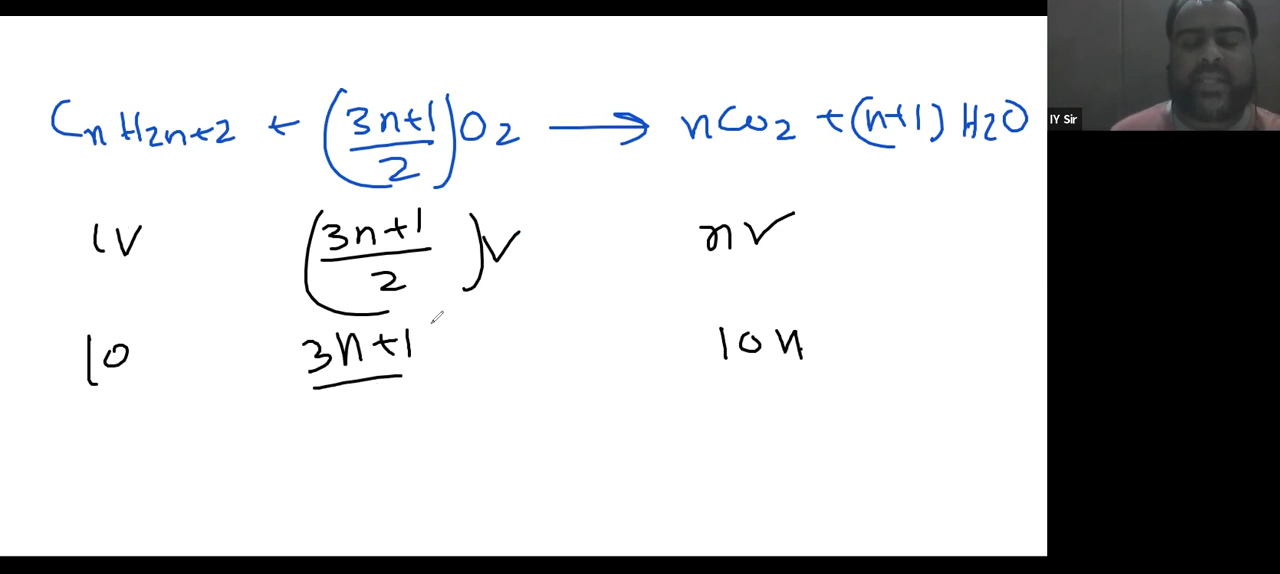 CnH2n+2 + (3n+1/2)O2 → nCO2 + (n+1) H2O
1V (3n+1/2)V nV
10 3n+1 10n
IY Sir